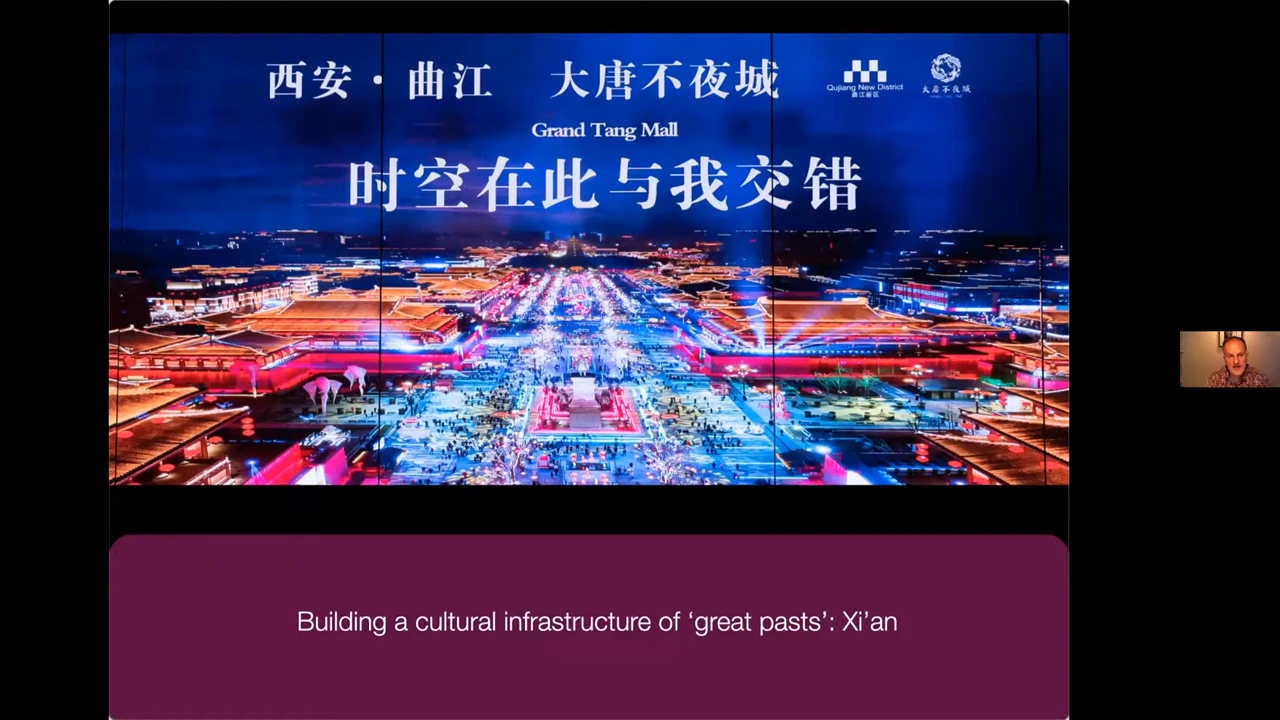 西安·曲江 大唐不夜城
Qujiang New District
曲江新区
大唐不夜城
Grand Tang Mall
时空在此与我交错
Building a cultural infrastructure of ‘great pasts’: Xi’an